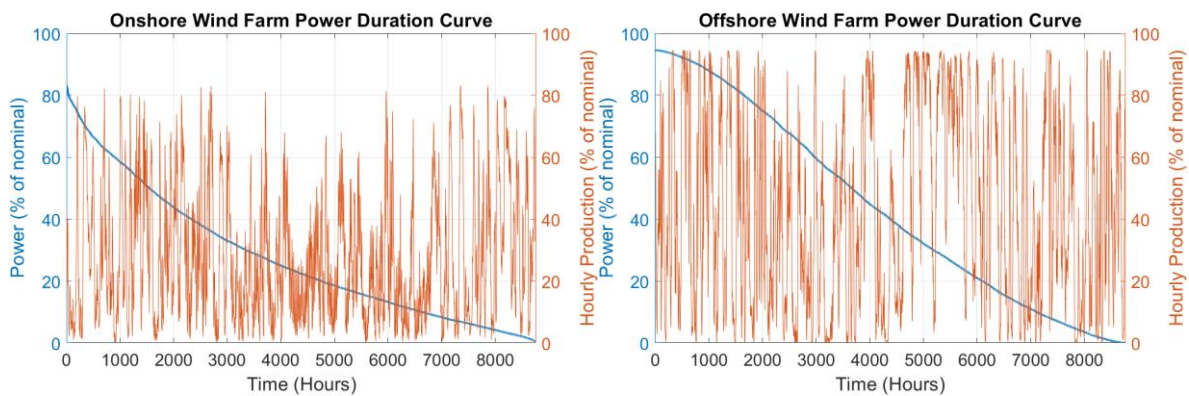 Onshore Wind Farm Power Duration Curve
100
80
60
40
20
0
Power (% of nominal)
100
80
60
40
20
0
Hourly Production (% of nominal)
0 1000 2000 3000 4000 5000 6000 7000 8000
Time (Hours)
Offshore Wind Farm Power Duration Curve
100
80
60
40
20
0
Power (% of nominal)
100
80
60
40
20
0
Hourly Production (% of nominal)
0 1000 2000 3000 4000 5000 6000 7000 8000
Time (Hours)